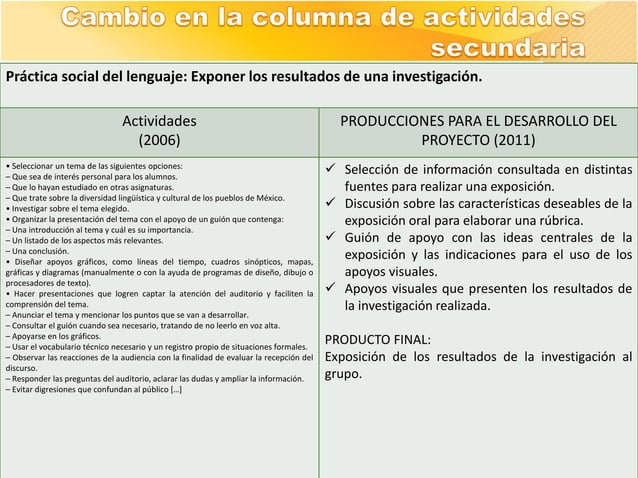 Cambio en la columna de actividades
secundaria
Práctica social del lenguaje: Exponer los resultados de una investigación.
Actividades
(2006)
• Seleccionar un tema de las siguientes opciones:
– Que sea de interés personal para los alumnos.
– Que lo hayan estudiado en otras asignaturas.
– Que trate sobre la diversidad lingüística y cultural de los pueblos de México.
• Investigar sobre el tema elegido.
• Organizar la presentación del tema con el apoyo de un guión que contenga:
– Una introducción al tema y cuál es su importancia.
– Un listado de los aspectos más relevantes.
– Una conclusión.
• Diseñar apoyos gráficos, como líneas del tiempo, cuadros sinópticos, mapas,
gráficas y diagramas (manualmente o con la ayuda de programas de diseño, dibujo o
procesadores de texto).
• Hacer presentaciones que logren captar la atención del auditorio y faciliten la
comprensión del tema.
– Anunciar el tema y mencionar los puntos que se van a desarrollar.
– Consultar el guión cuando sea necesario, tratando de no leerlo en voz alta.
– Apoyarse en los gráficos.
– Usar el vocabulario técnico necesario y un registro propio de situaciones formales.
– Observar las reacciones de la audiencia con la finalidad de evaluar la recepción del
discurso.
– Responder las preguntas del auditorio, aclarar las dudas y ampliar la información.
– Evitar digresiones que confundan al público […]
PRODUCCIONES PARA EL DESARROLLO DEL
PROYECTO (2011)
✓ Selección de información consultada en distintas
fuentes para realizar una exposición.
✓ Discusión sobre las características deseables de la
exposición oral para elaborar una rúbrica.
✓ Guión de apoyo con las ideas centrales de la
exposición y las indicaciones para el uso de los
apoyos visuales.
✓ Apoyos visuales que presenten los resultados de
la investigación realizada.
PRODUCTO FINAL:
Exposición de los resultados de la investigación al
grupo.